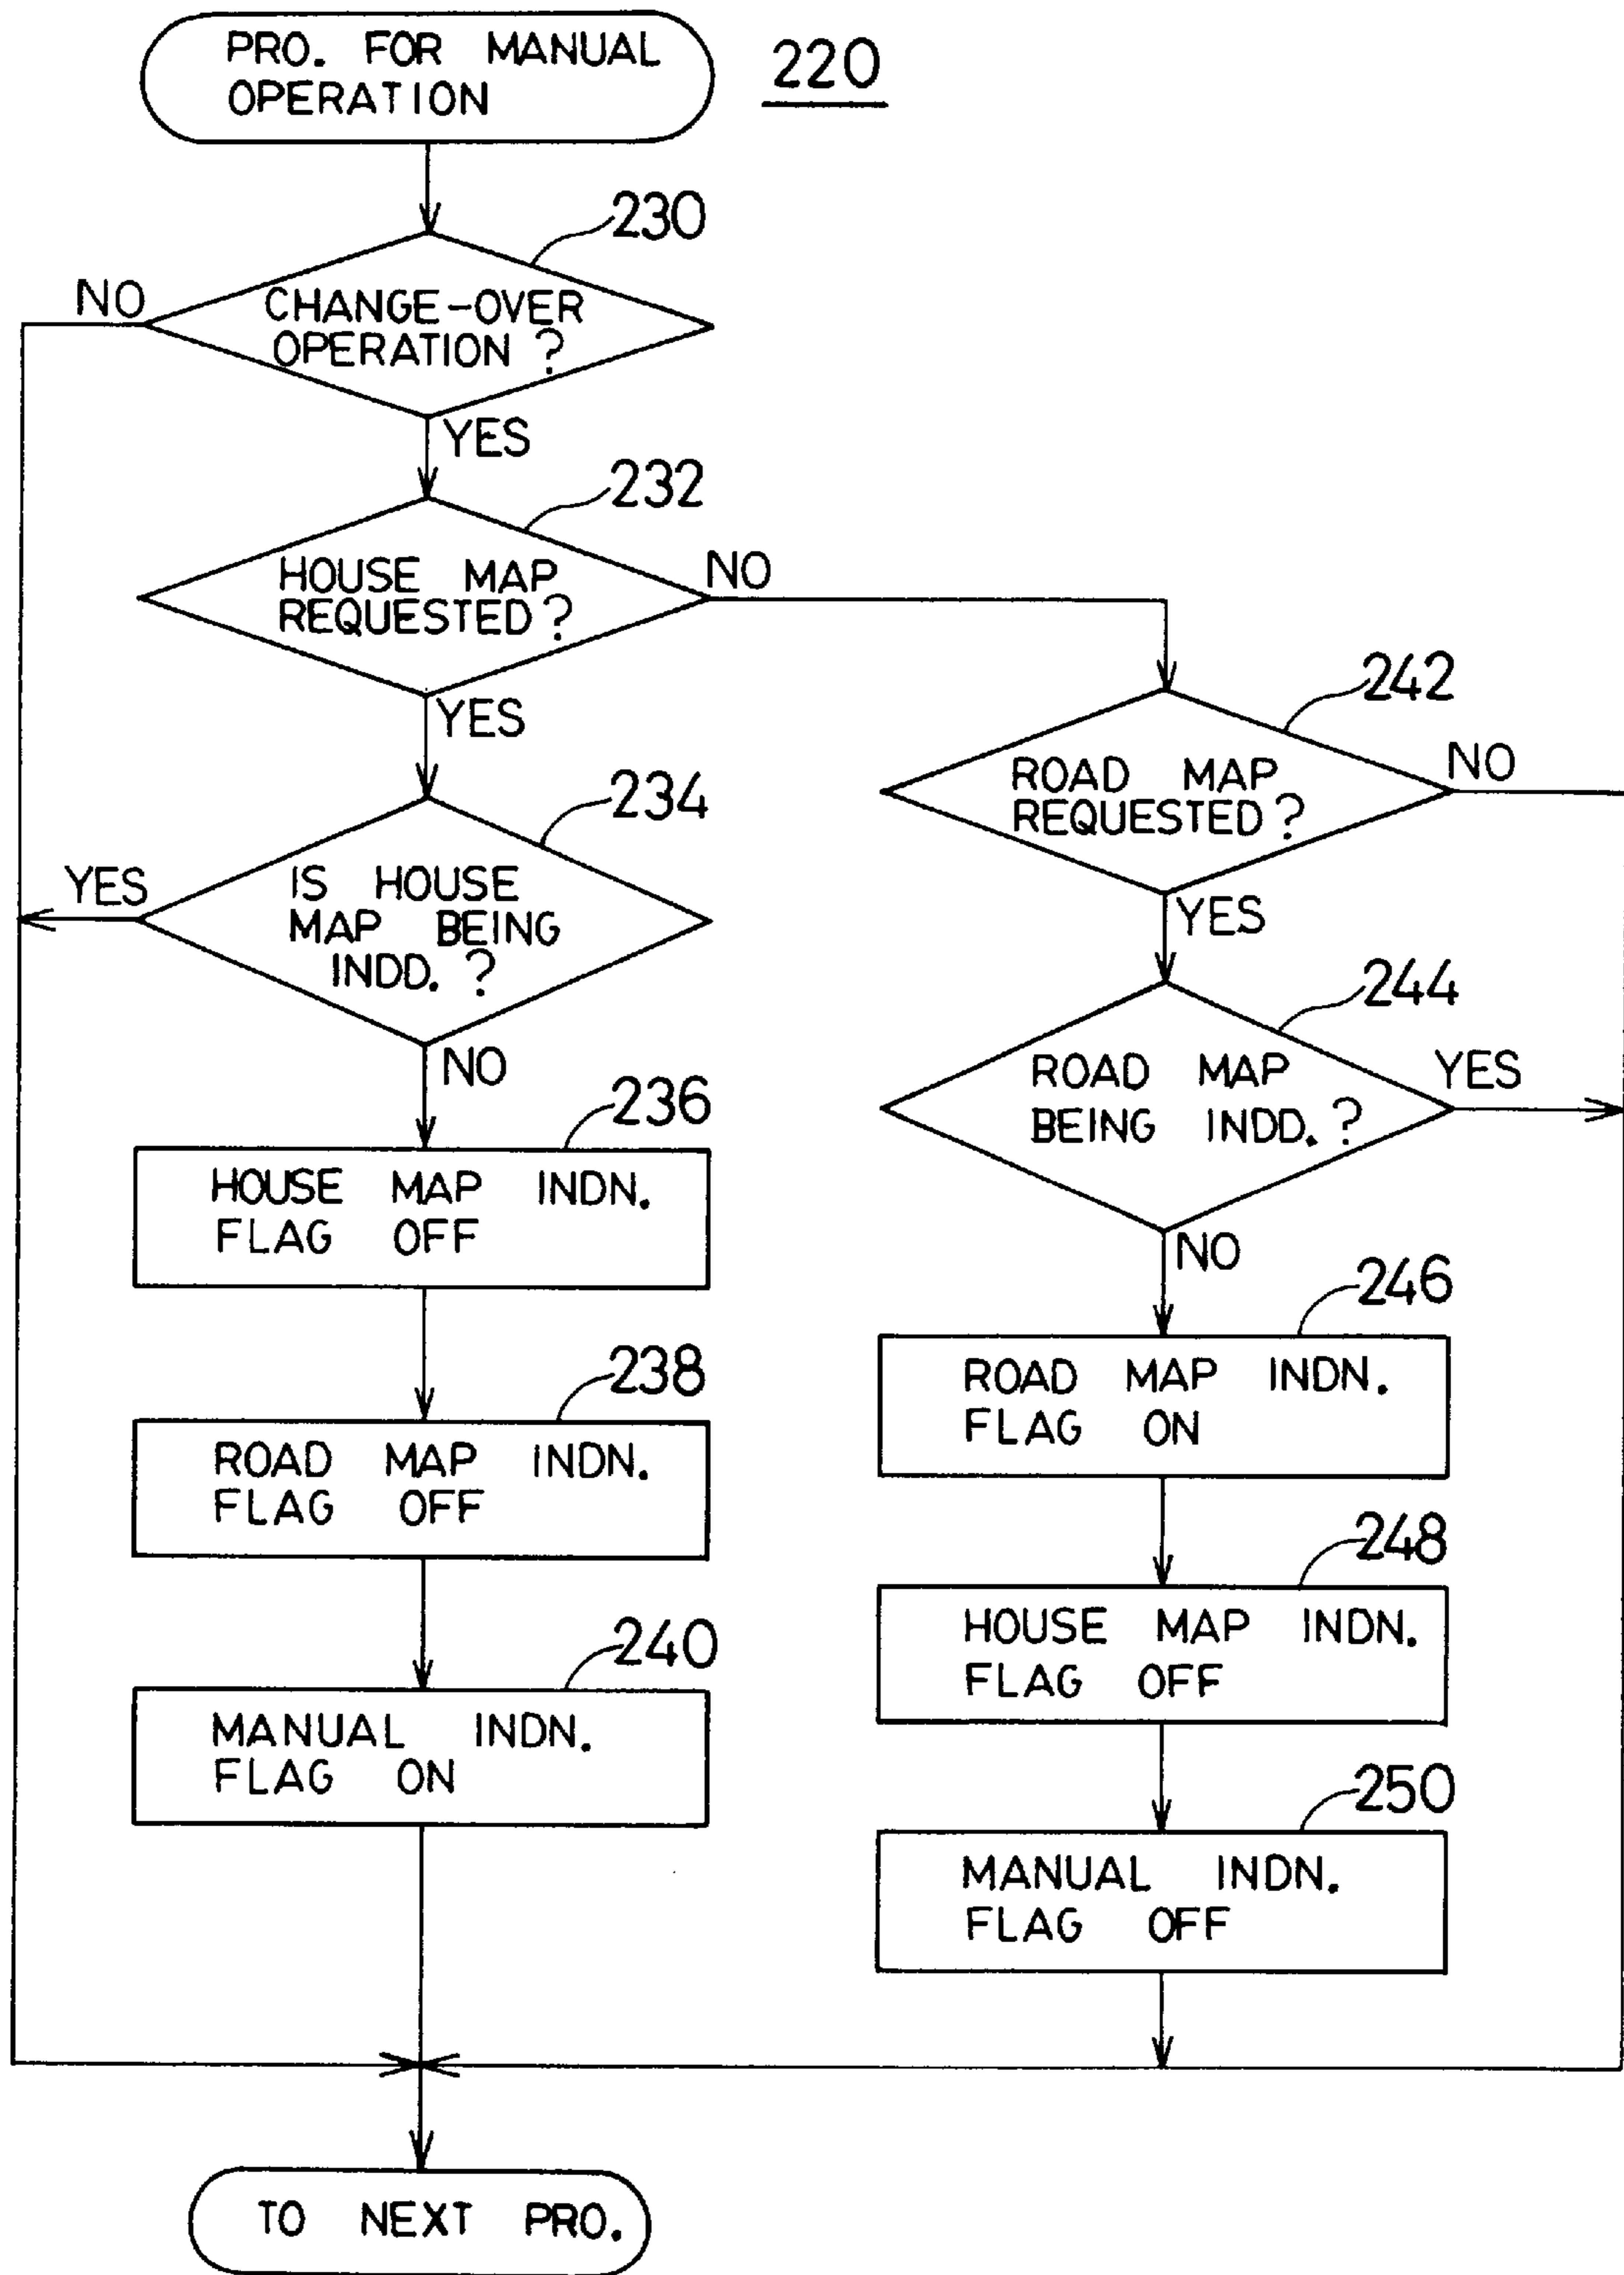 PRO. FOR MANUAL
OPERATION
220
230
NO
CHANGE-OVER
OPERATION ?
YES
232
HOUSE MAP
REQUESTED ?
NO
YES
242
ROAD MAP
REQUESTED ?
NO
YES
234
YES
IS HOUSE
MAP BEING
INDD. ?
NO
244
ROAD MAP
BEING INDD. ?
YES
NO
236
HOUSE MAP INDN.
FLAG OFF
246
ROAD MAP INDN.
FLAG ON
238
ROAD MAP INDN.
FLAG OFF
248
HOUSE MAP INDN.
FLAG OFF
240
MANUAL INDN.
FLAG ON
250
MANUAL INDN.
FLAG OFF
TO NEXT PRO.